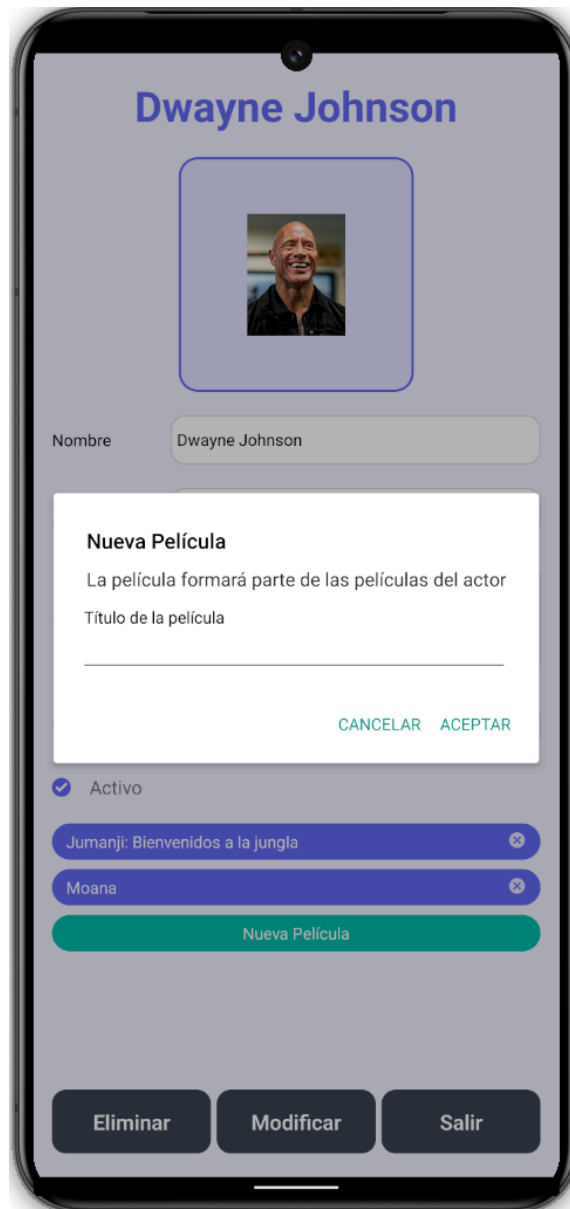 Dwayne Johnson
Nombre
Dwayne Johnson
Nueva Película
La película formará parte de las películas del actor
Título de la película
CANCELAR ACEPTAR
Activo
Jumanji: Bienvenidos a la jungla
Moana
Nueva Película
Eliminar
Modificar
Salir